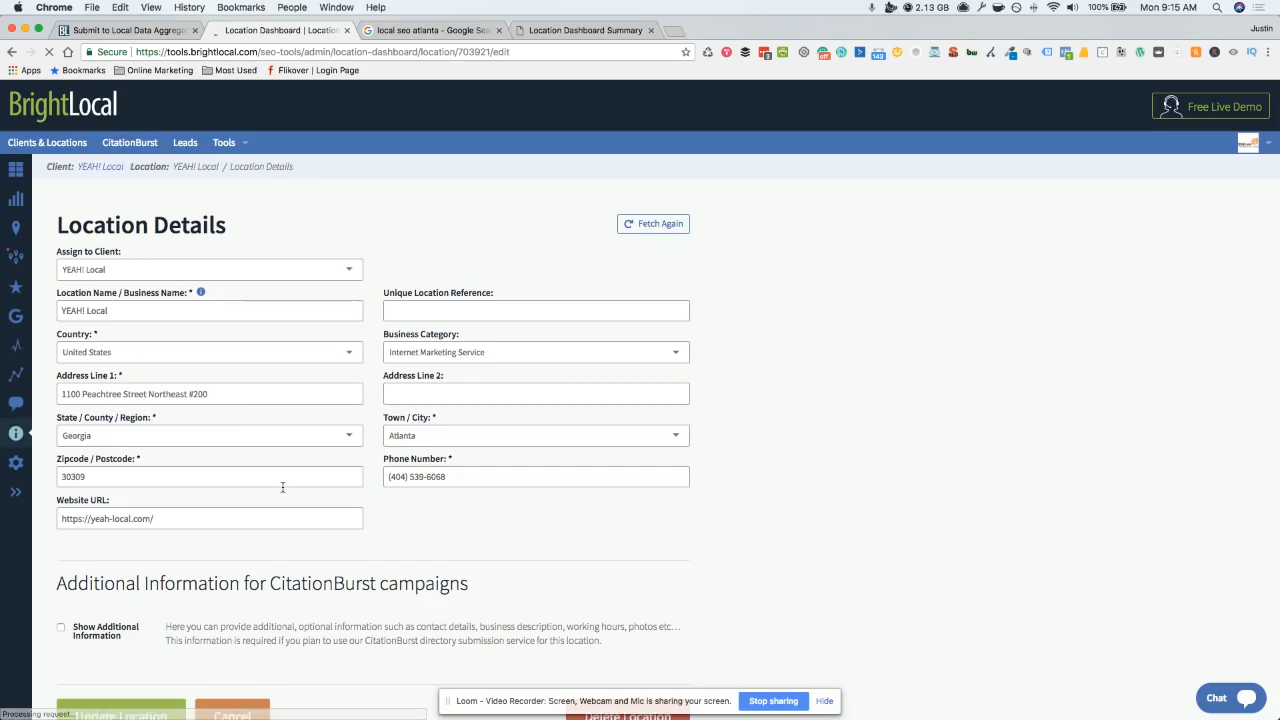 Chrome File Edit View History Bookmarks People Window Help
2.13 GB 100% Mon 9:15 AM
Submit to Local Data Aggrega
Location Dashboard | Location
local seo atlanta - Google Sea
Location Dashboard Summary
Justin
Secure https://tools.brightlocal.com/seo-tools/admin/location-dashboard/location/703921/edit
Apps Bookmarks Online Marketing Most Used Flikover | Login Page
BrightLocal
Free Live Demo
Clients & Locations CitationBurst Leads Tools
Client: YEAH! Local Location: YEAH! Local / Location Details
Location Details
Fetch Again
Assign to Client:
YEAH! Local
Location Name / Business Name: *
Unique Location Reference:
YEAH! Local
Country: *
Business Category:
United States
Internet Marketing Service
Address Line 1: *
Address Line 2:
1100 Peachtree Street Northeast #200
State / County / Region: *
Town / City: *
Georgia
Atlanta
Zipcode / Postcode: *
Phone Number: *
30309
(404) 539-6068
Website URL:
https://yeah-local.com/
Additional Information for CitationBurst campaigns
Show Additional
Information
Here you can provide additional, optional information such as contact details, business description, working hours, photos etc...
This information is required if you plan to use our CitationBurst directory submission service for this location.
Loom - Video Recorder: Screen, Webcam and Mic is sharing your screen. Stop sharing Hide
Chat
Update Location Cancel Delete Location
Processing request...